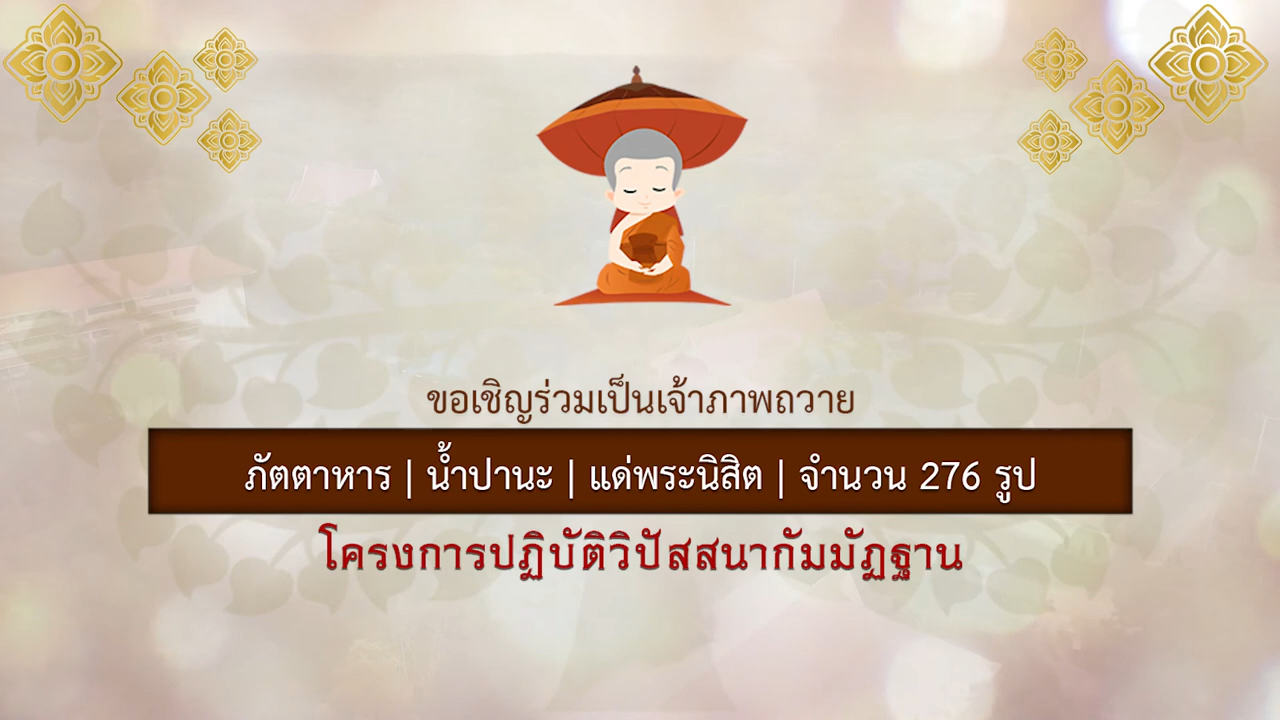 ขอเชิญร่วมเป็นเจ้าภาพถวาย
ภัตตาหาร | น้ำปานะ | แด่พระนิสิต | จำนวน 276 รูป
โครงการปฏิบัติวิปัสสนากัมมัฏฐาน